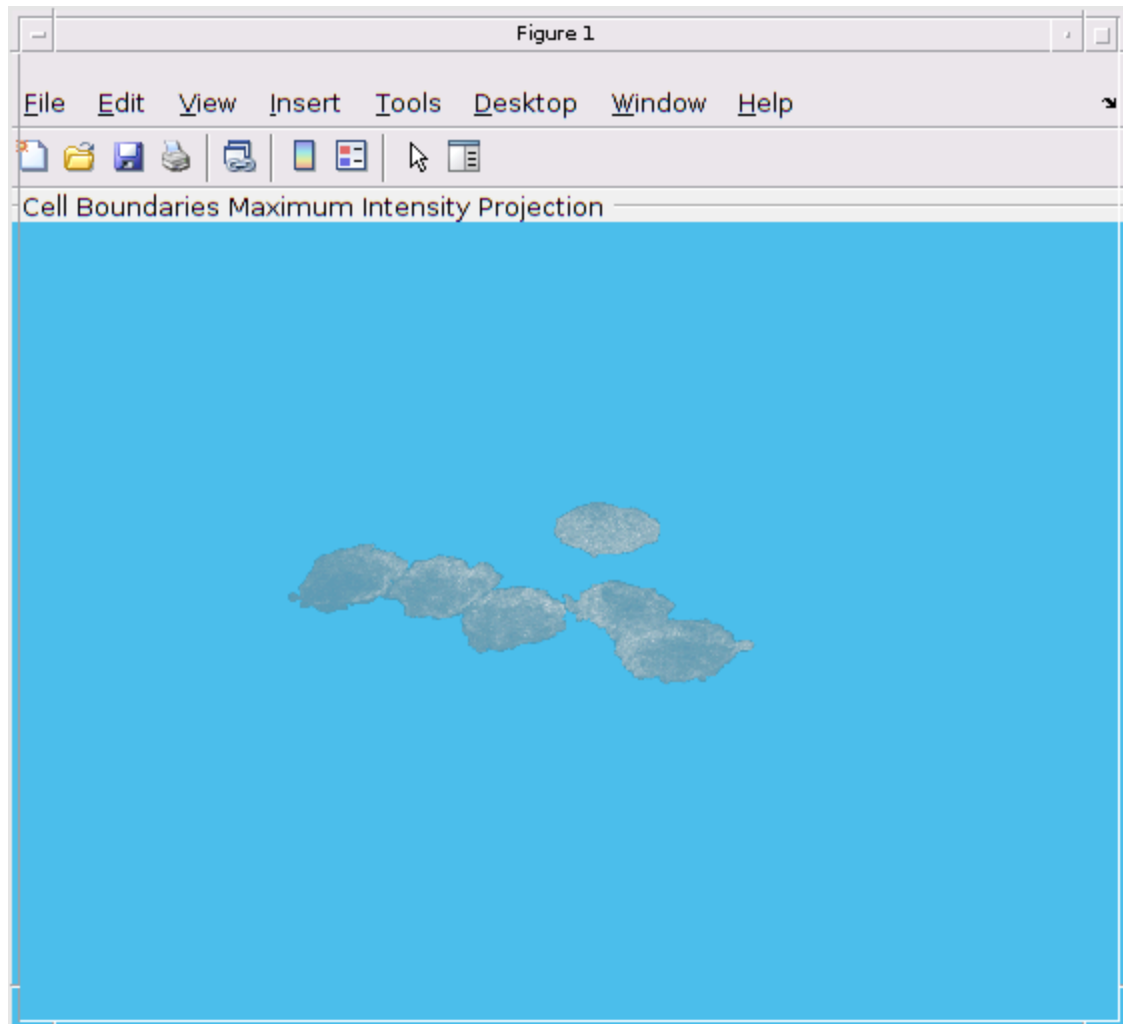 Figure 1
File Edit View Insert Tools Desktop Window Help
Cell Boundaries Maximum Intensity Projection